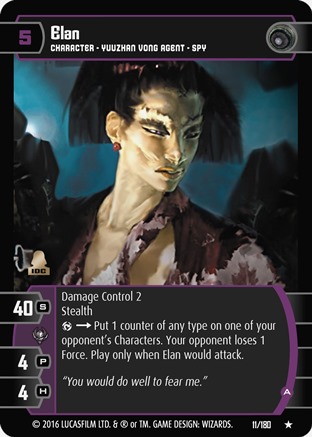 5 Elan
CHARACTER - YUUZHAN VONG AGENT - SPY
IDC
40 S
4 P
4 H
Damage Control 2
Stealth
→ Put 1 counter of any type on one of your
opponent's Characters. Your opponent loses 1
Force. Play only when Elan would attack.
"You would do well to fear me."
A
© 2016 LUCASFILM LTD. & ® or TM. GAME DESIGN: WIZARDS. 11/180 ★